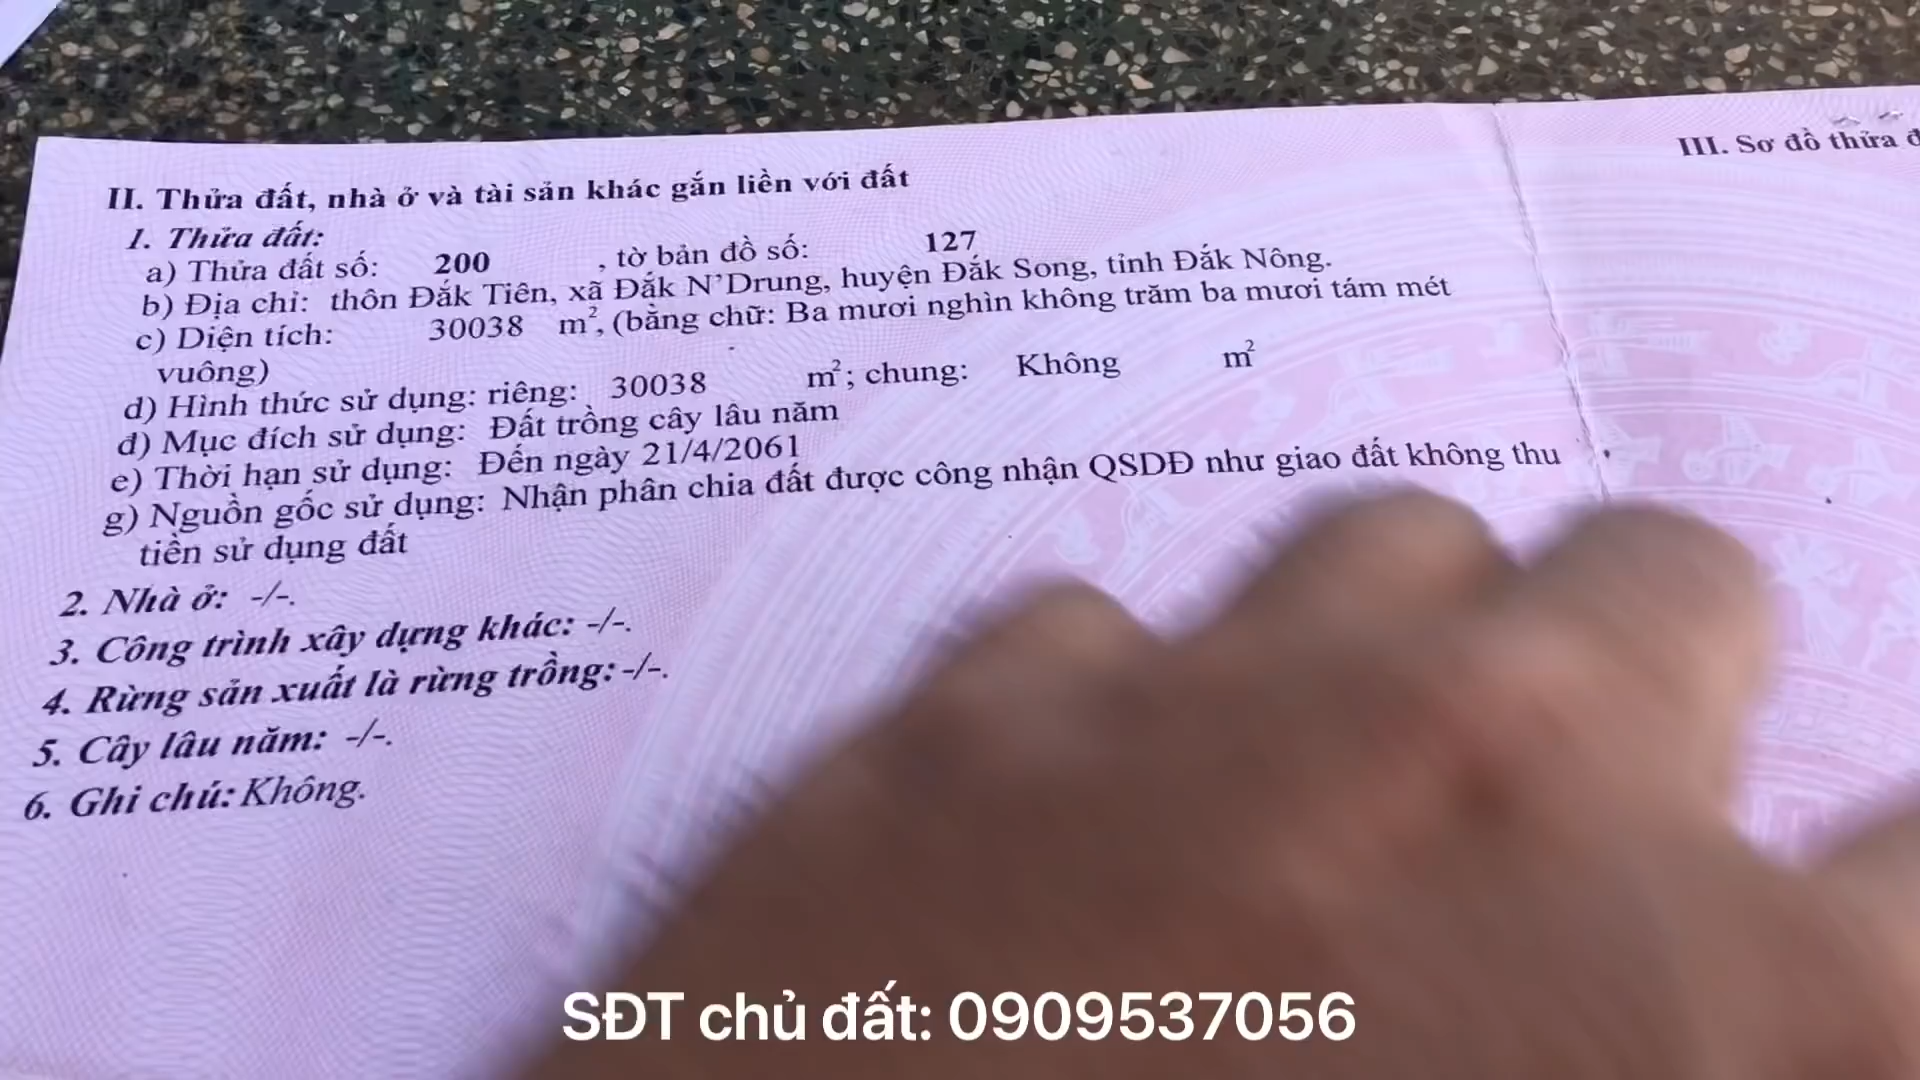 II. Thửa đất, nhà ở và tài sản khác gắn liền với đất
1. Thửa đất:
a) Thửa đất số: 200 , tờ bản đồ số: 127
b) Địa chỉ: thôn Đắk Tiên, xã Đắk N’Drung, huyện Đắk Song, tỉnh Đắk Nông.
c) Diện tích: 30038 m², (bằng chữ: Ba mươi nghìn không trăm ba mươi tám mét
vuông)
d) Hình thức sử dụng: riêng: 30038 m²; chung: Không m²
đ) Mục đích sử dụng: Đất trồng cây lâu năm
e) Thời hạn sử dụng: Đến ngày 21/4/2061
g) Nguồn gốc sử dụng: Nhận phân chia đất được công nhận QSDĐ như giao đất không thu
tiền sử dụng đất
2. Nhà ở: -/-.
3. Công trình xây dựng khác: -/-.
4. Rừng sản xuất là rừng trồng: -/-.
5. Cây lâu năm: -/-.
6. Ghi chú: Không.
III. Sơ đồ thửa đ
SĐT chủ đất: 0909537056